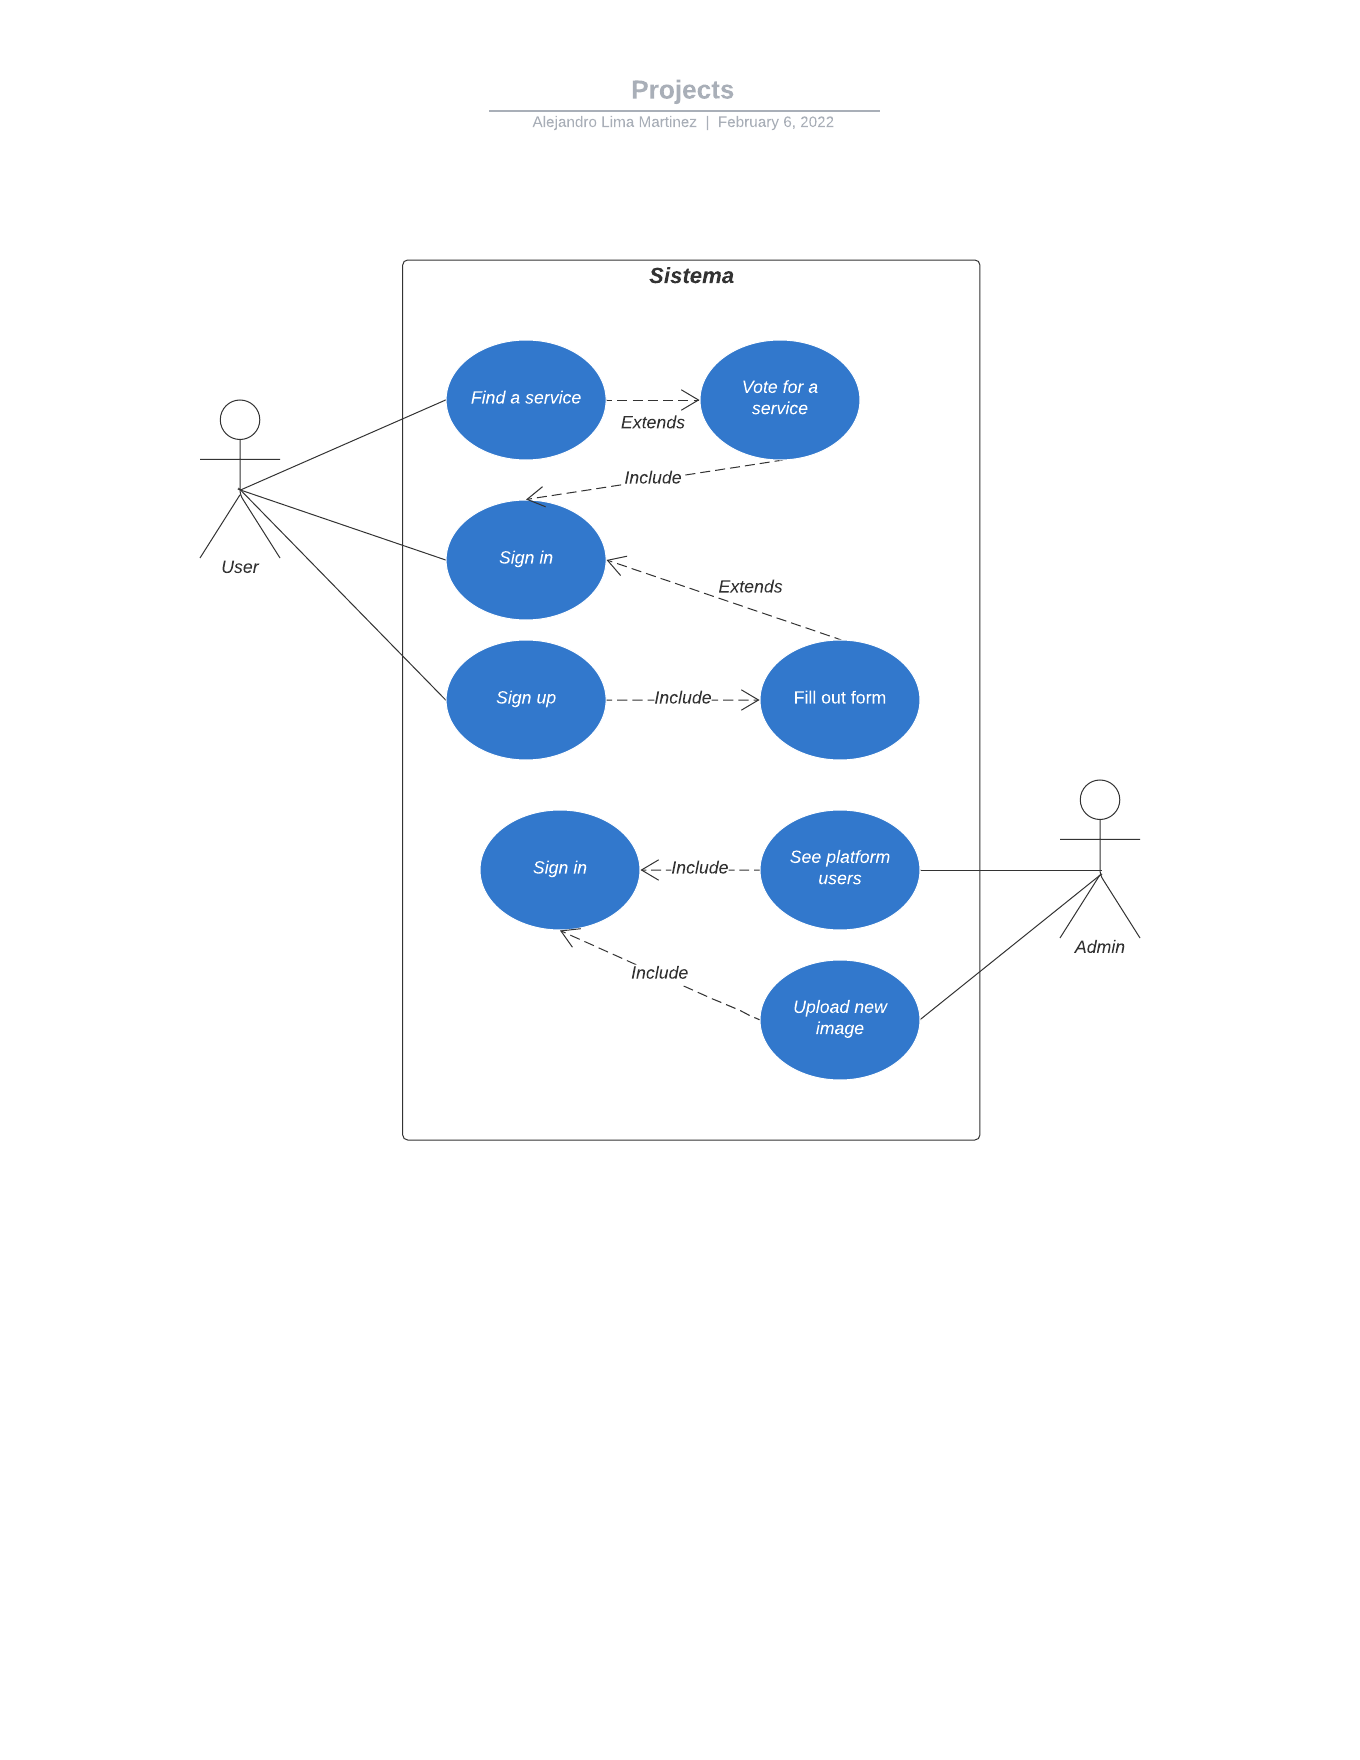 Projects
Alejandro Lima Martinez | February 6, 2022
Sistema
Find a service
Extends
Vote for a
service
Include
User
Sign in
Extends
Sign up
Include
Fill out form
Sign in
Include
See platform
users
Admin
Include
Upload new
image